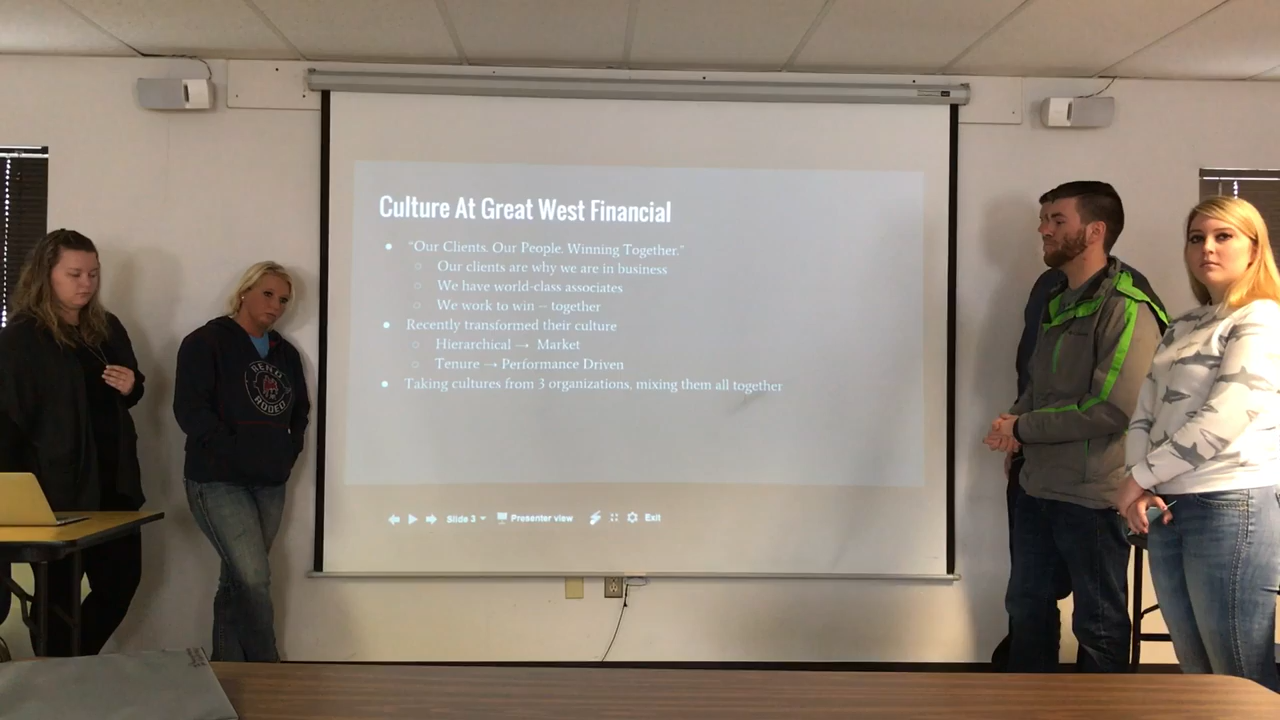 Culture At Great West Financial
● "Our Clients. Our People. Winning Together."
○ Our clients are why we are in business
○ We have world-class associates
○ We work to win – together
● Recently transformed their culture
○ Hierarchical → Market
○ Tenure → Performance Driven
● Taking cultures from 3 organizations, mixing them all together
Slide 3 Presenter view Exit
RENO
RODEO